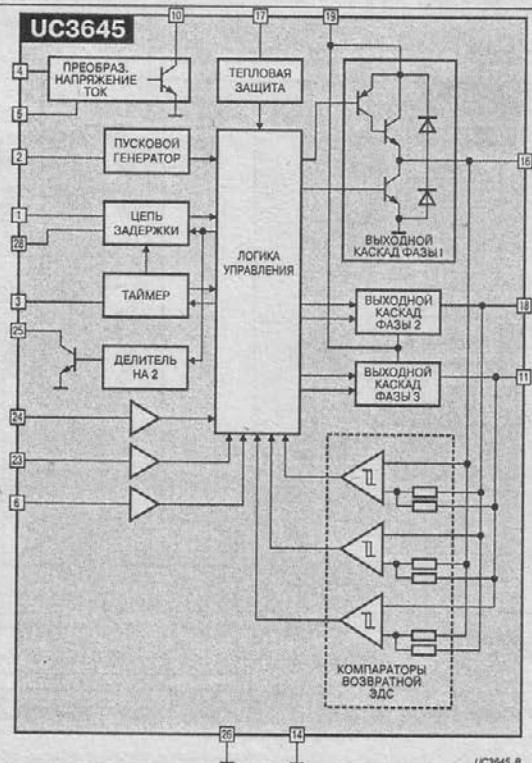 10
17
19
UC3645
4
ПРЕОБРАЗ.
НАПРЯЖЕНИЕ
ТОК
5
ТЕПЛОВАЯ
ЗАЩИТА
2
ПУСКОВОЙ
ГЕНЕРАТОР
16
1
28
ЦЕПЬ
ЗАДЕРЖКИ
ЛОГИКА
УПРАВЛЕНИЯ
ВЫХОДНОЙ
КАСКАД ФАЗЫ 1
3
ТАЙМЕР
ВЫХОДНОЙ
КАСКАД
ФАЗЫ 2
18
25
ДЕЛИТЕЛЬ
НА 2
ВЫХОДНОЙ
КАСКАД
ФАЗЫ 3
11
24
23
6
КОМПАРАТОРЫ
ВОЗВРАТНОЙ
ЭДС
26
14
UC3645_B